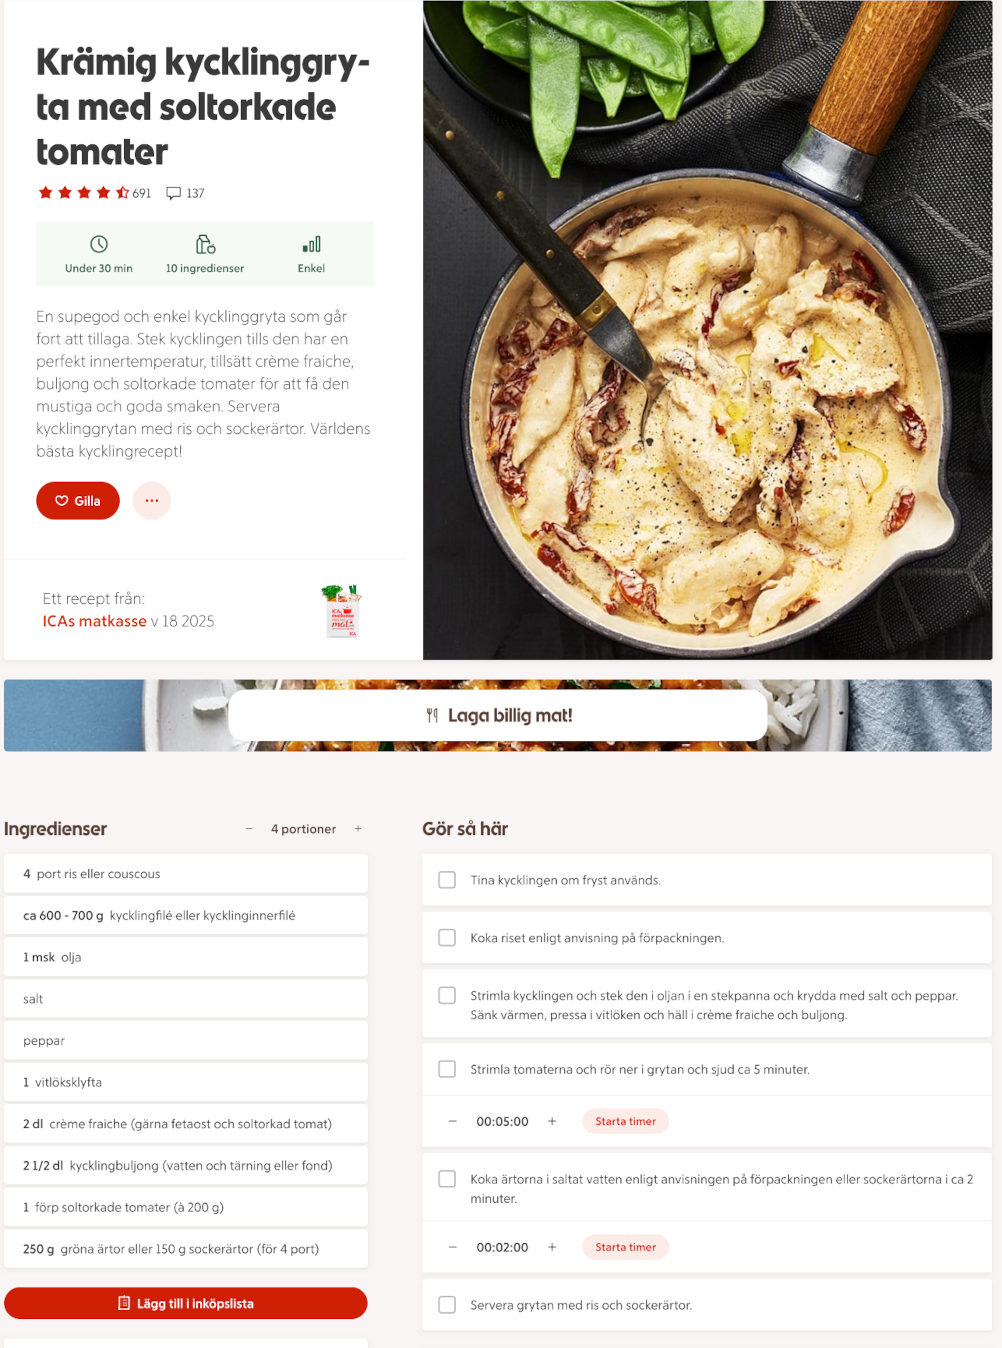 Krämig kycklinggry-
ta med soltorkade
tomater
691 137
Under 30 min 10 ingredienser Enkel
En supegod och enkel kycklinggryta som går
fort att tillaga. Stek kycklingen tills den har en
perfekt innertemperatur, tillsätt crème fraiche,
buljong och soltorkade tomater för att få den
mustiga och goda smaken. Servera
kycklinggrytan med ris och sockerärtor. Världens
bästa kycklingrecept!
Gilla
Ett recept från:
ICAs matkasse v 18 2025
ICAs
matkasse
mat
ICA
Laga billig mat!
Ingredienser − 4 portioner +
4 port ris eller couscous
ca 600 - 700 g kycklingfilé eller kycklinginnerfilé
1 msk olja
salt
peppar
1 vitlöksklyfta
2 dl crème fraiche (gärna fetaost och soltorkad tomat)
2 1/2 dl kycklingbuljong (vatten och tärning eller fond)
1 förp soltorkade tomater (à 200 g)
250 g gröna ärtor eller 150 g sockerärtor (för 4 port)
Lägg till i inköpslista
Gör så här
Tina kycklingen om fryst används.
Koka riset enligt anvisning på förpackningen.
Strimla kycklingen och stek den i oljan i en stekpanna och krydda med salt och peppar.
Sänk värmen, pressa i vitlöken och häll i crème fraiche och buljong.
Strimla tomaterna och rör ner i grytan och sjud ca 5 minuter.
− 00:05:00 + Starta timer
Koka ärtorna i saltat vatten enligt anvisningen på förpackningen eller sockerärtorna i ca 2
minuter.
− 00:02:00 + Starta timer
Servera grytan med ris och sockerärtor.